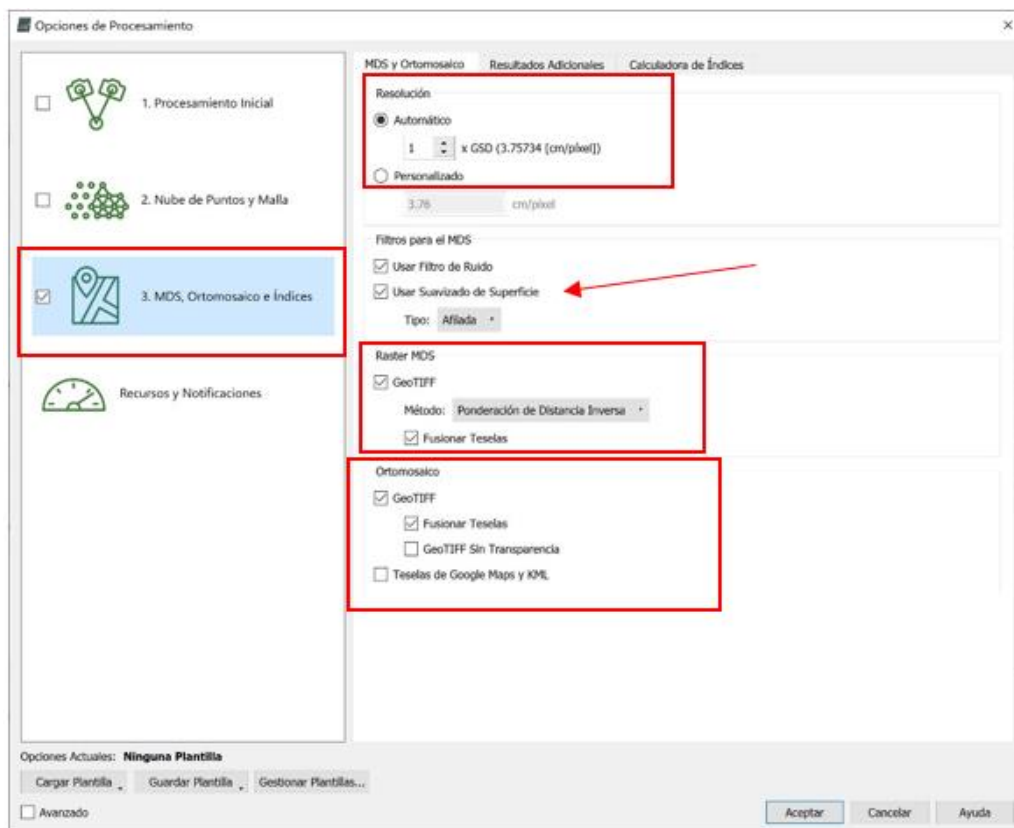 Opciones de Procesamiento
1. Procesamiento Inicial
2. Nube de Puntos y Malla
3. MDS, Ortomosaico e Índices
Recursos y Notificaciones
MDS y Ortomosaico Resultados Adicionales Calculadora de Índices
Resolución
Automático
1 x GSD (3.75734 [cm/píxel])
Personalizado
3.76 cm/píxel
Filtros para el MDS
Usar Filtro de Ruido
Usar Suavizado de Superficie
Tipo: Afilada
Raster MDS
GeoTIFF
Método: Ponderación de Distancia Inversa
Fusionar Teselas
Ortomosaico
GeoTIFF
Fusionar Teselas
GeoTIFF Sin Transparencia
Teselas de Google Maps y KML
Opciones Actuales: Ninguna Plantilla
Cargar Plantilla Guardar Plantilla Gestionar Plantillas...
Avanzado
Aceptar Cancelar Ayuda